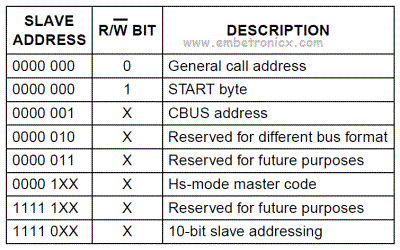 SLAVE ADDRESS R/W̅ BIT DESCRIPTION
www.embetronicx.com
0000 000 0 General call address
0000 000 1 START byte
0000 001 X CBUS address
0000 010 X Reserved for different bus format
0000 011 X Reserved for future purposes
0000 1XX X Hs-mode master code
1111 1XX X Reserved for future purposes
1111 0XX X 10-bit slave addressing